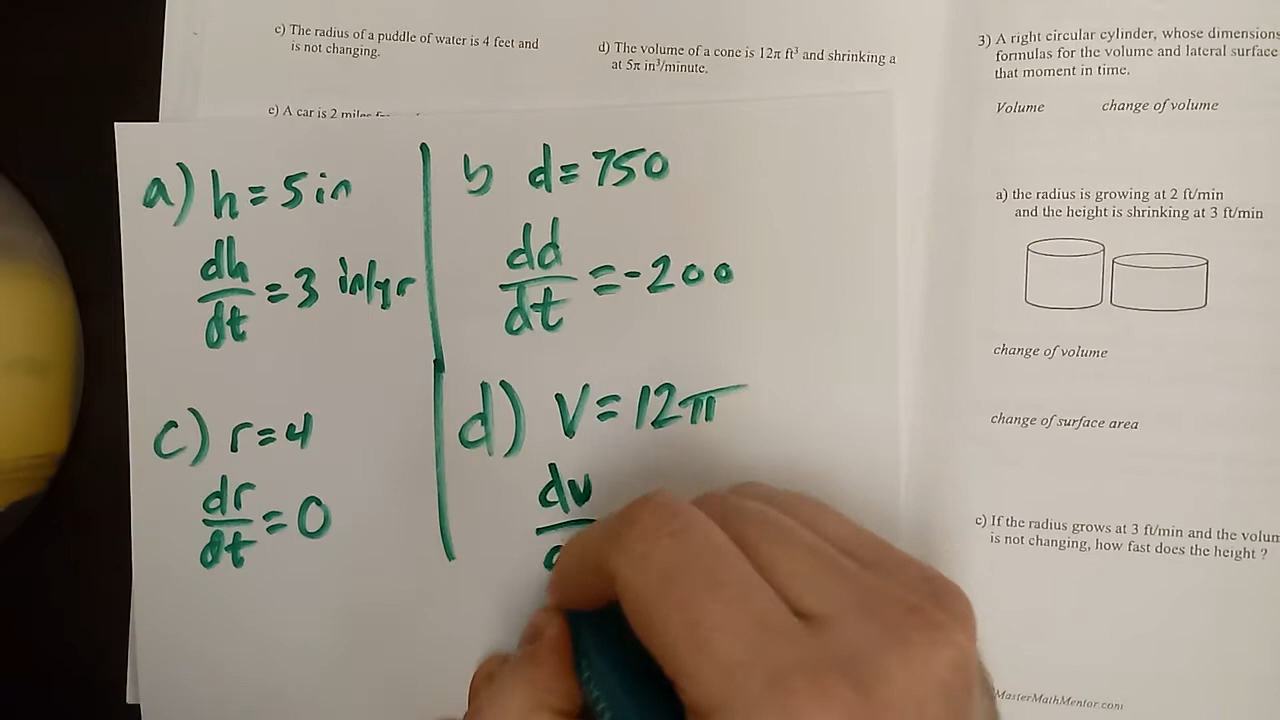 c) The radius of a puddle of water is 4 feet and
is not changing.
d) The volume of a cone is 12π ft³ and shrinking a
at 5π in³/minute.
e) A car is 2 miles
a) h = 5 in
dh
dt
= 3 in/yr
b d = 750
dd
dt
= -200
c) r = 4
dr
dt
= 0
d) V = 12π
dv
3) A right circular cylinder, whose dimensions
formulas for the volume and lateral surface
that moment in time.
Volume change of volume
a) the radius is growing at 2 ft/min
and the height is shrinking at 3 ft/min
change of volume
change of surface area
c) If the radius grows at 3 ft/min and the volum
is not changing, how fast does the height ?
MasterMathMentor.com